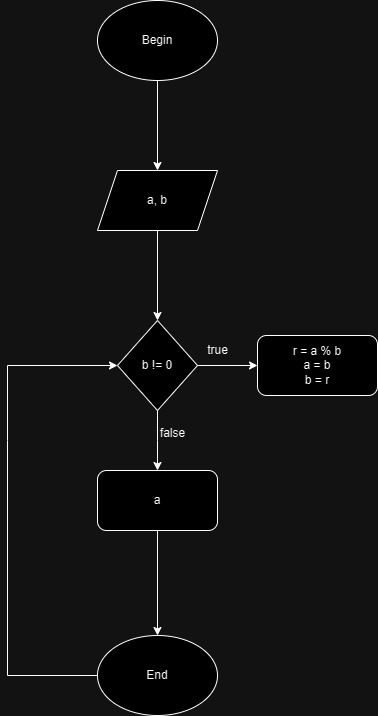 Begin
a, b
b != 0
true
r = a % b
a = b
b = r
false
a
End